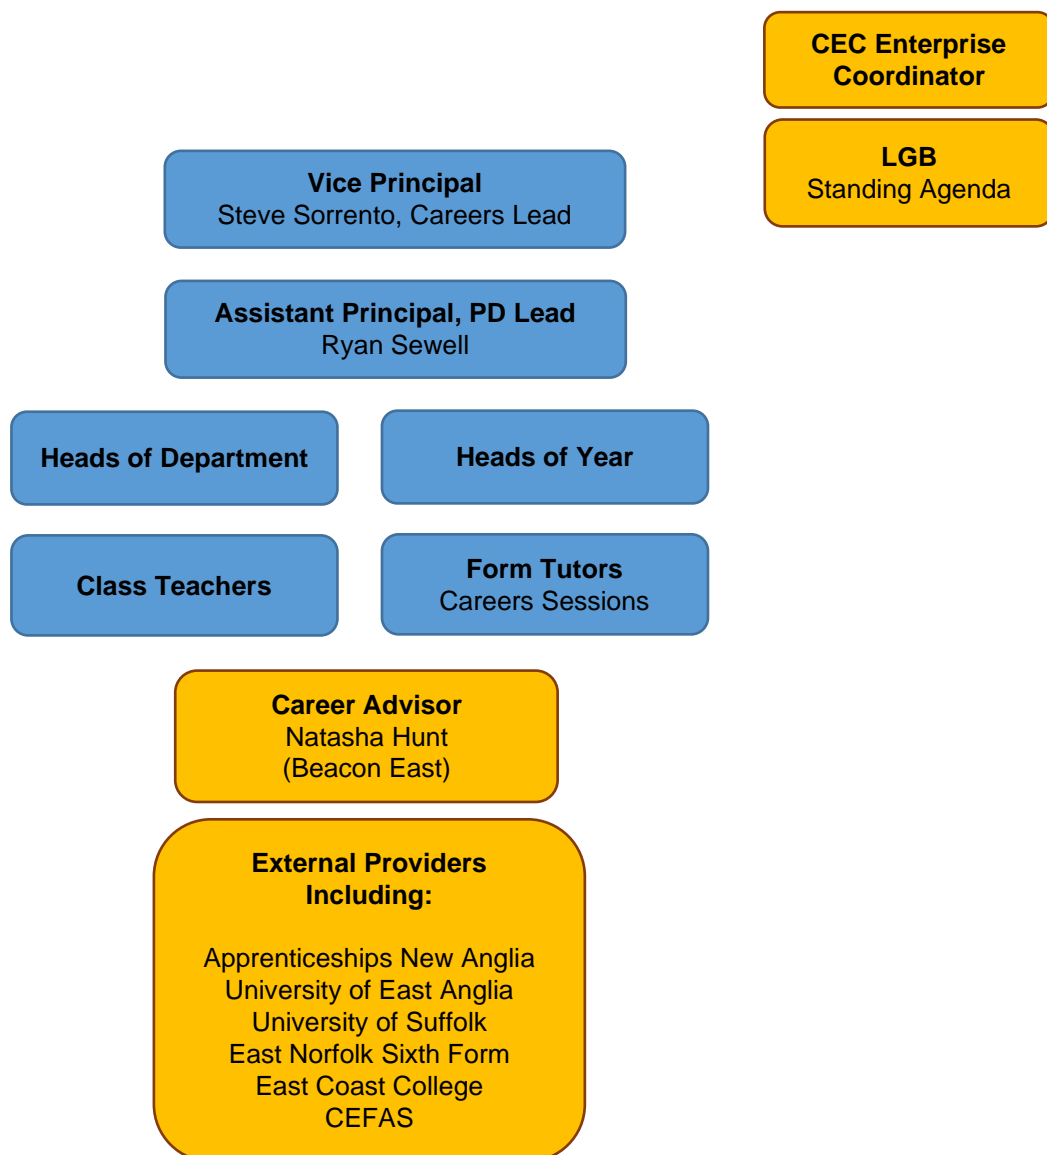 CEC Enterprise
Coordinator
LGB
Standing Agenda
Vice Principal
Steve Sorrento, Careers Lead
Assistant Principal, PD Lead
Ryan Sewell
Heads of Department
Heads of Year
Class Teachers
Form Tutors
Careers Sessions
Career Advisor
Natasha Hunt
(Beacon East)
External Providers
Including:
Apprenticeships New Anglia
University of East Anglia
University of Suffolk
East Norfolk Sixth Form
East Coast College
CEFAS